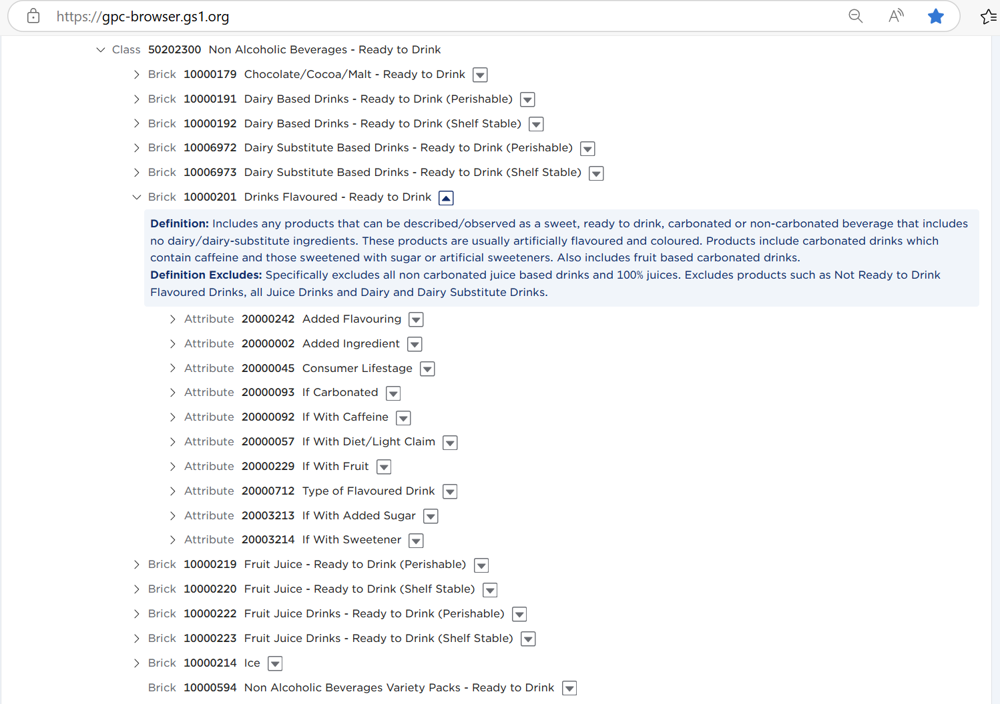 https://gpc-browser.gs1.org
Class 50202300 Non Alcoholic Beverages - Ready to Drink
Brick 10000179 Chocolate/Cocoa/Malt - Ready to Drink
Brick 10000191 Dairy Based Drinks - Ready to Drink (Perishable)
Brick 10000192 Dairy Based Drinks - Ready to Drink (Shelf Stable)
Brick 10006972 Dairy Substitute Based Drinks - Ready to Drink (Perishable)
Brick 10006973 Dairy Substitute Based Drinks - Ready to Drink (Shelf Stable)
Brick 10000201 Drinks Flavoured - Ready to Drink
Definition: Includes any products that can be described/observed as a sweet, ready to drink, carbonated or non-carbonated beverage that includes
no dairy/dairy-substitute ingredients. These products are usually artificially flavoured and coloured. Products include carbonated drinks which
contain caffeine and those sweetened with sugar or artificial sweeteners. Also includes fruit based carbonated drinks.
Definition Excludes: Specifically excludes all non carbonated juice based drinks and 100% juices. Excludes products such as Not Ready to Drink
Flavoured Drinks, all Juice Drinks and Dairy and Dairy Substitute Drinks.
Attribute 20000242 Added Flavouring
Attribute 20000002 Added Ingredient
Attribute 20000045 Consumer Lifestage
Attribute 20000093 If Carbonated
Attribute 20000092 If With Caffeine
Attribute 20000057 If With Diet/Light Claim
Attribute 20000229 If With Fruit
Attribute 20000712 Type of Flavoured Drink
Attribute 20003213 If With Added Sugar
Attribute 20003214 If With Sweetener
Brick 10000219 Fruit Juice - Ready to Drink (Perishable)
Brick 10000220 Fruit Juice - Ready to Drink (Shelf Stable)
Brick 10000222 Fruit Juice Drinks - Ready to Drink (Perishable)
Brick 10000223 Fruit Juice Drinks - Ready to Drink (Shelf Stable)
Brick 10000214 Ice
Brick 10000594 Non Alcoholic Beverages Variety Packs - Ready to Drink